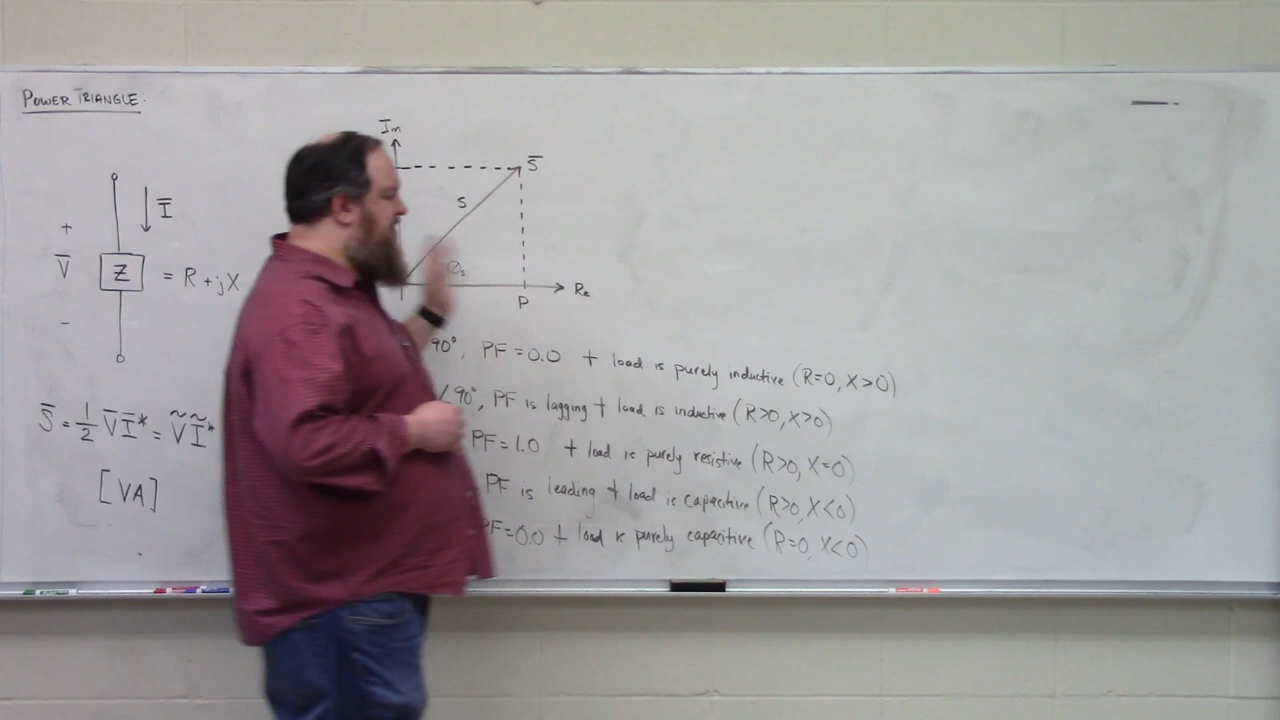 POWER TRIANGLE.
Im
S̅
S
I̅
+
V̅
Z
= R + jX
Øs
Re
-
P
90°, PF = 0.0 + load is purely inductive (R=0, X>0)
<90°, PF is lagging + load is inductive (R>0, X>0)
S̅ = 1/2 V̅ I̅* = Ṽ Ĩ*
PF = 1.0 + load is purely resistive (R>0, X=0)
[VA]
PF is leading + load is capacitive (R>0, X<0)
PF = 0.0 + load is purely capacitive (R=0, X<0)